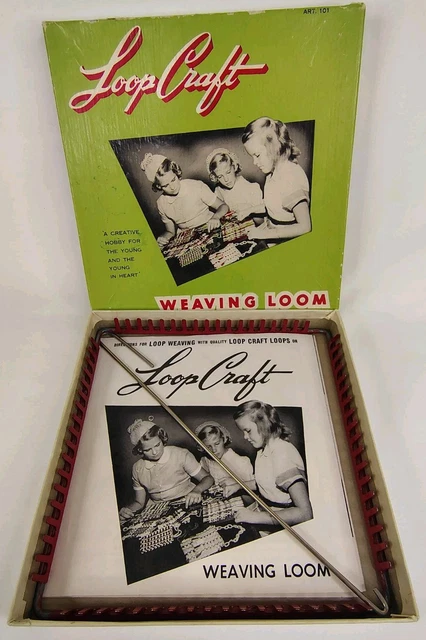 ART. 101
Loop Craft
"A CREATIVE
HOBBY FOR
THE YOUNG
AND THE
YOUNG
IN HEART"
WEAVING LOOM
DIRECTIONS FOR LOOP WEAVING WITH QUALITY LOOP CRAFT LOOPS ON
Loop Craft
WEAVING LOOM